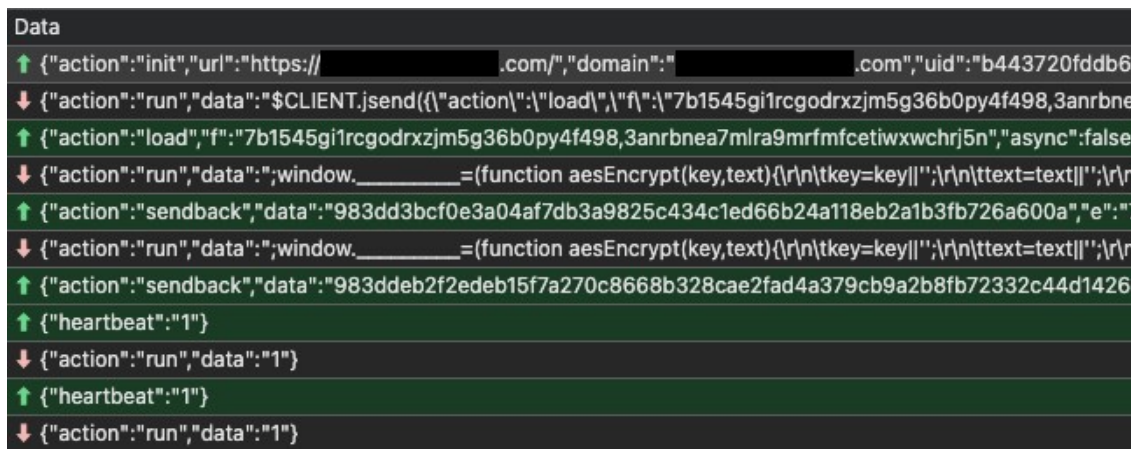 Data
↑ {"action":"init","url":"https:// .com/","domain":" .com","uid":"b443720fddb6
↓ {"action":"run","data":"$CLIENT.jsend({\"action\":\"load\",\"f\":\"7b1545gi1rcgodrxzjm5g36b0py4f498,3anrbne
↑ {"action":"load","f":"7b1545gi1rcgodrxzjm5g36b0py4f498,3anrbnea7mlra9mrfmfcetiwxwchrj5n","async":false
↓ {"action":"run","data":";window.__________=(function aesEncrypt(key,text){\r\n\tkey=key||'';\r\n\ttext=text||'';\r\r
↑ {"action":"sendback","data":"983dd3bcf0e3a04af7db3a9825c434c1ed66b24a118eb2a1b3fb726a600a","e":"
↓ {"action":"run","data":";window.__________=(function aesEncrypt(key,text){\r\n\tkey=key||'';\r\n\ttext=text||'';\r\r
↑ {"action":"sendback","data":"983ddeb2f2edeb15f7a270c8668b328cae2fad4a379cb9a2b8fb72332c44d1426
↑ {"heartbeat":"1"}
↓ {"action":"run","data":"1"}
↑ {"heartbeat":"1"}
↓ {"action":"run","data":"1"}